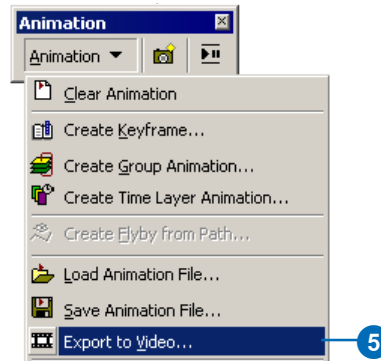 Animation
Animation
Clear Animation
Create Keyframe...
Create Group Animation...
Create Time Layer Animation...
Create Flyby from Path...
Load Animation File...
Save Animation File...
Export to Video...
5